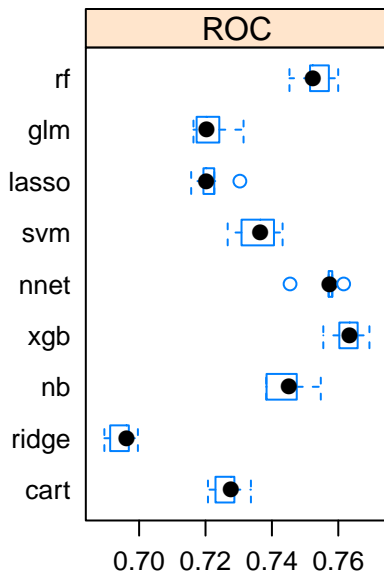 ROC
rf
glm
lasso
svm
nnet
xgb
nb
ridge
cart
0.70 0.72 0.74 0.76